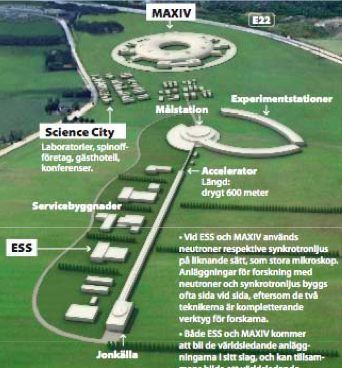 MAXIV
E22
Experimentstationer
Målstation
Science City
Laboratorier, spinoff-
företag, gästhotell,
konferenser.
Accelerator
Längd:
drygt 600 meter
Servicebyggnader
ESS
• Vid ESS och MAXIV används
neutroner respektive synkrotronljus
på liknande sätt, som stora mikroskop.
Anläggningar för forskning med
neutroner och synkrotronljus byggs
ofta sida vid sida, eftersom de två
teknikerna är kompletterande
verktyg för forskarna.
• Både ESS och MAXIV kommer
att bli de världsledande anlägg-
ningarna i sitt slag, och kan tillsam-
Jonkälla